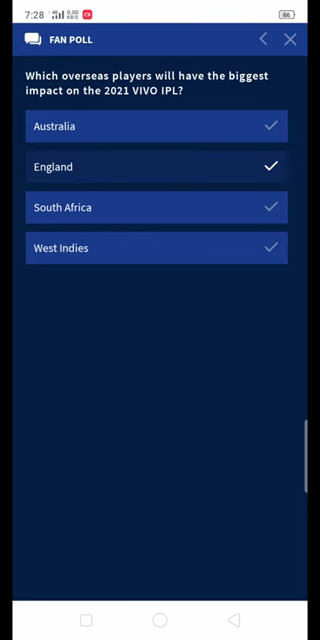 7:28
66
FAN POLL
Which overseas players will have the biggest
impact on the 2021 VIVO IPL?
Australia
England
South Africa
West Indies